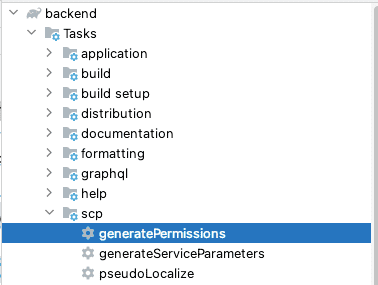 backend
Tasks
application
build
build setup
distribution
documentation
formatting
graphql
help
scp
generatePermissions
generateServiceParameters
pseudoLocalize